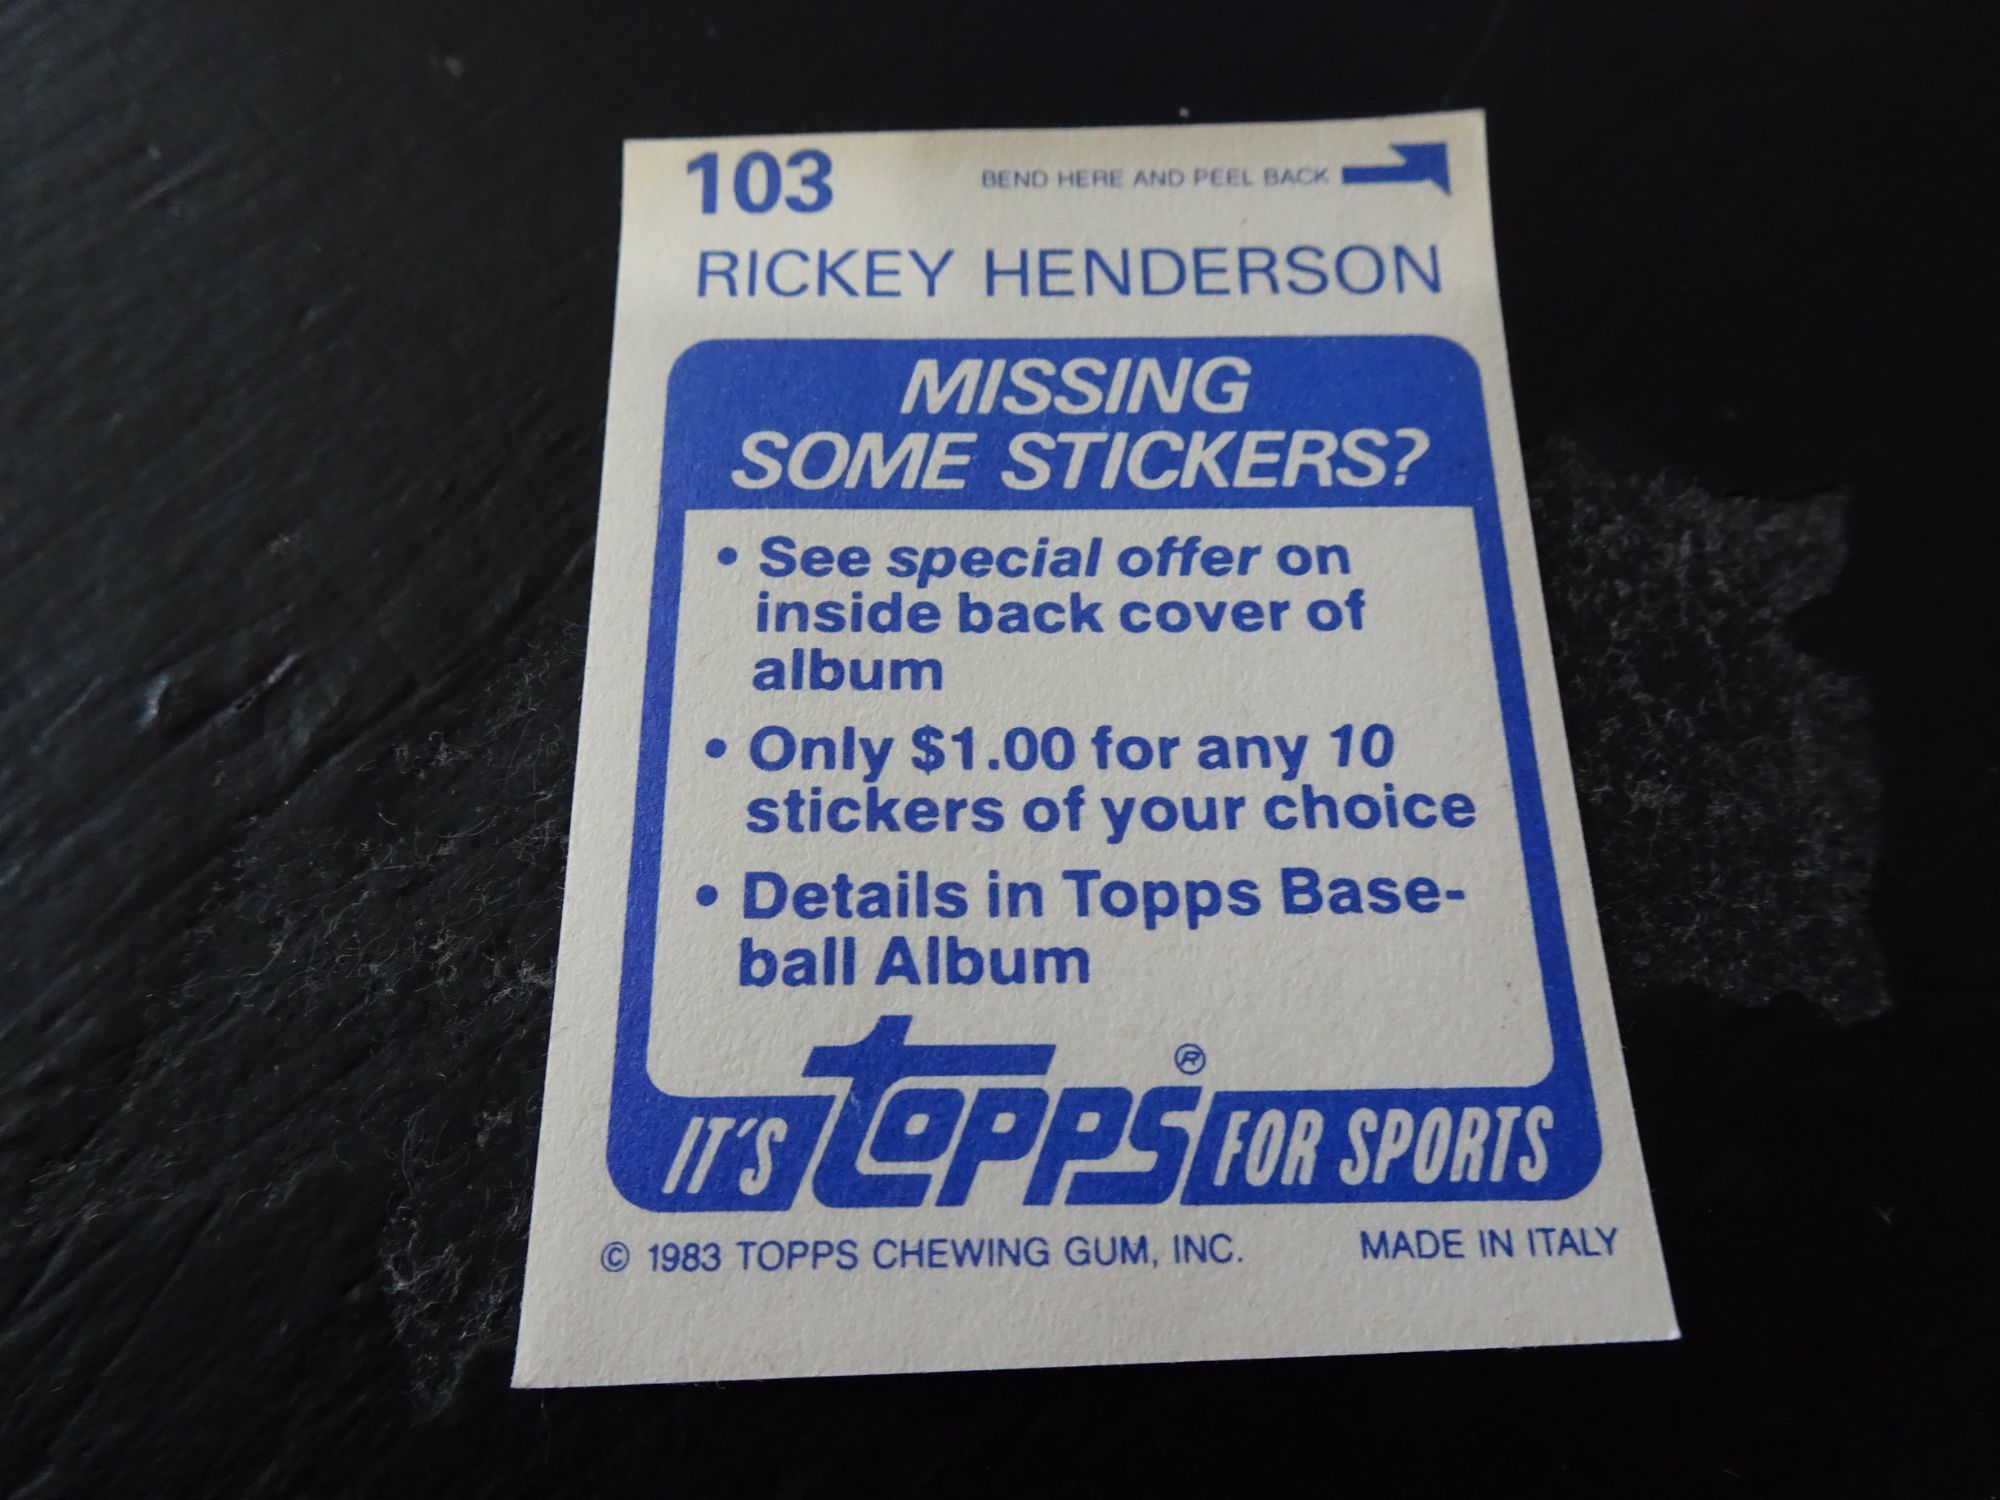 103 BEND HERE AND PEEL BACK
RICKEY HENDERSON
MISSING
SOME STICKERS?
• See special offer on
inside back cover of
album
• Only $1.00 for any 10
stickers of your choice
• Details in Topps Base-
ball Album
IT'S topps® FOR SPORTS
© 1983 TOPPS CHEWING GUM, INC. MADE IN ITALY